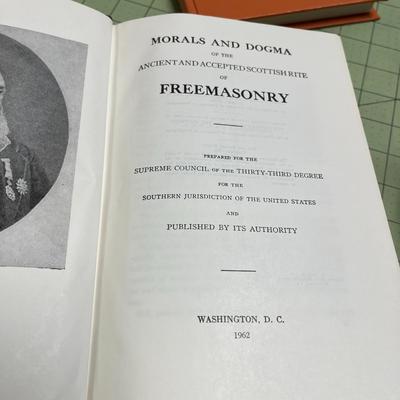 MORALS AND DOGMA
OF THE
ANCIENT AND ACCEPTED SCOTTISH RITE
OF
FREEMASONRY
PREPARED FOR THE
SUPREME COUNCIL OF THE THIRTY-THIRD DEGREE
FOR THE
SOUTHERN JURISDICTION OF THE UNITED STATES
AND
PUBLISHED BY ITS AUTHORITY
WASHINGTON, D. C.
1962